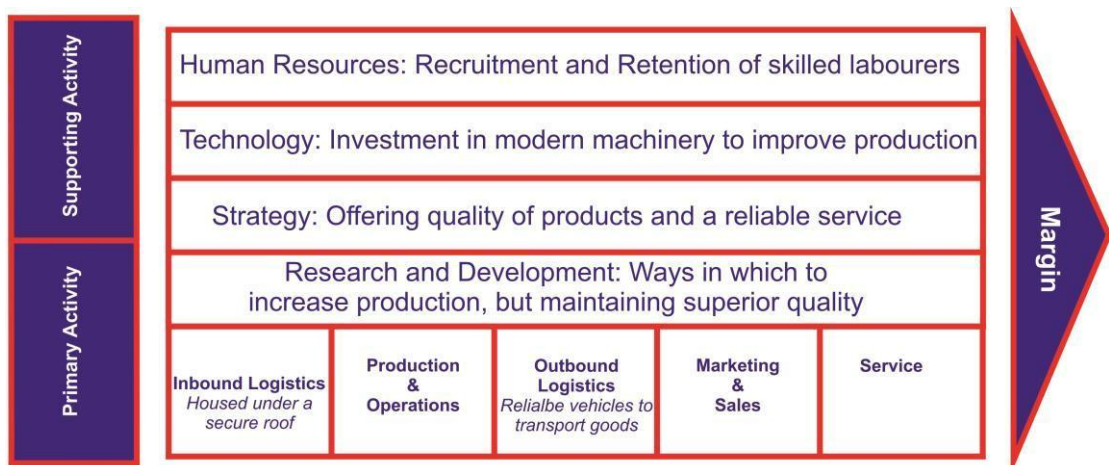 Supporting Activity
Primary Activity
Human Resources: Recruitment and Retention of skilled labourers
Technology: Investment in modern machinery to improve production
Strategy: Offering quality of products and a reliable service
Research and Development: Ways in which to
increase production, but maintaining superior quality
Inbound Logistics
Housed under a
secure roof
Production
&
Operations
Outbound
Logistics
Relialbe vehicles to
transport goods
Marketing
&
Sales
Service
Margin